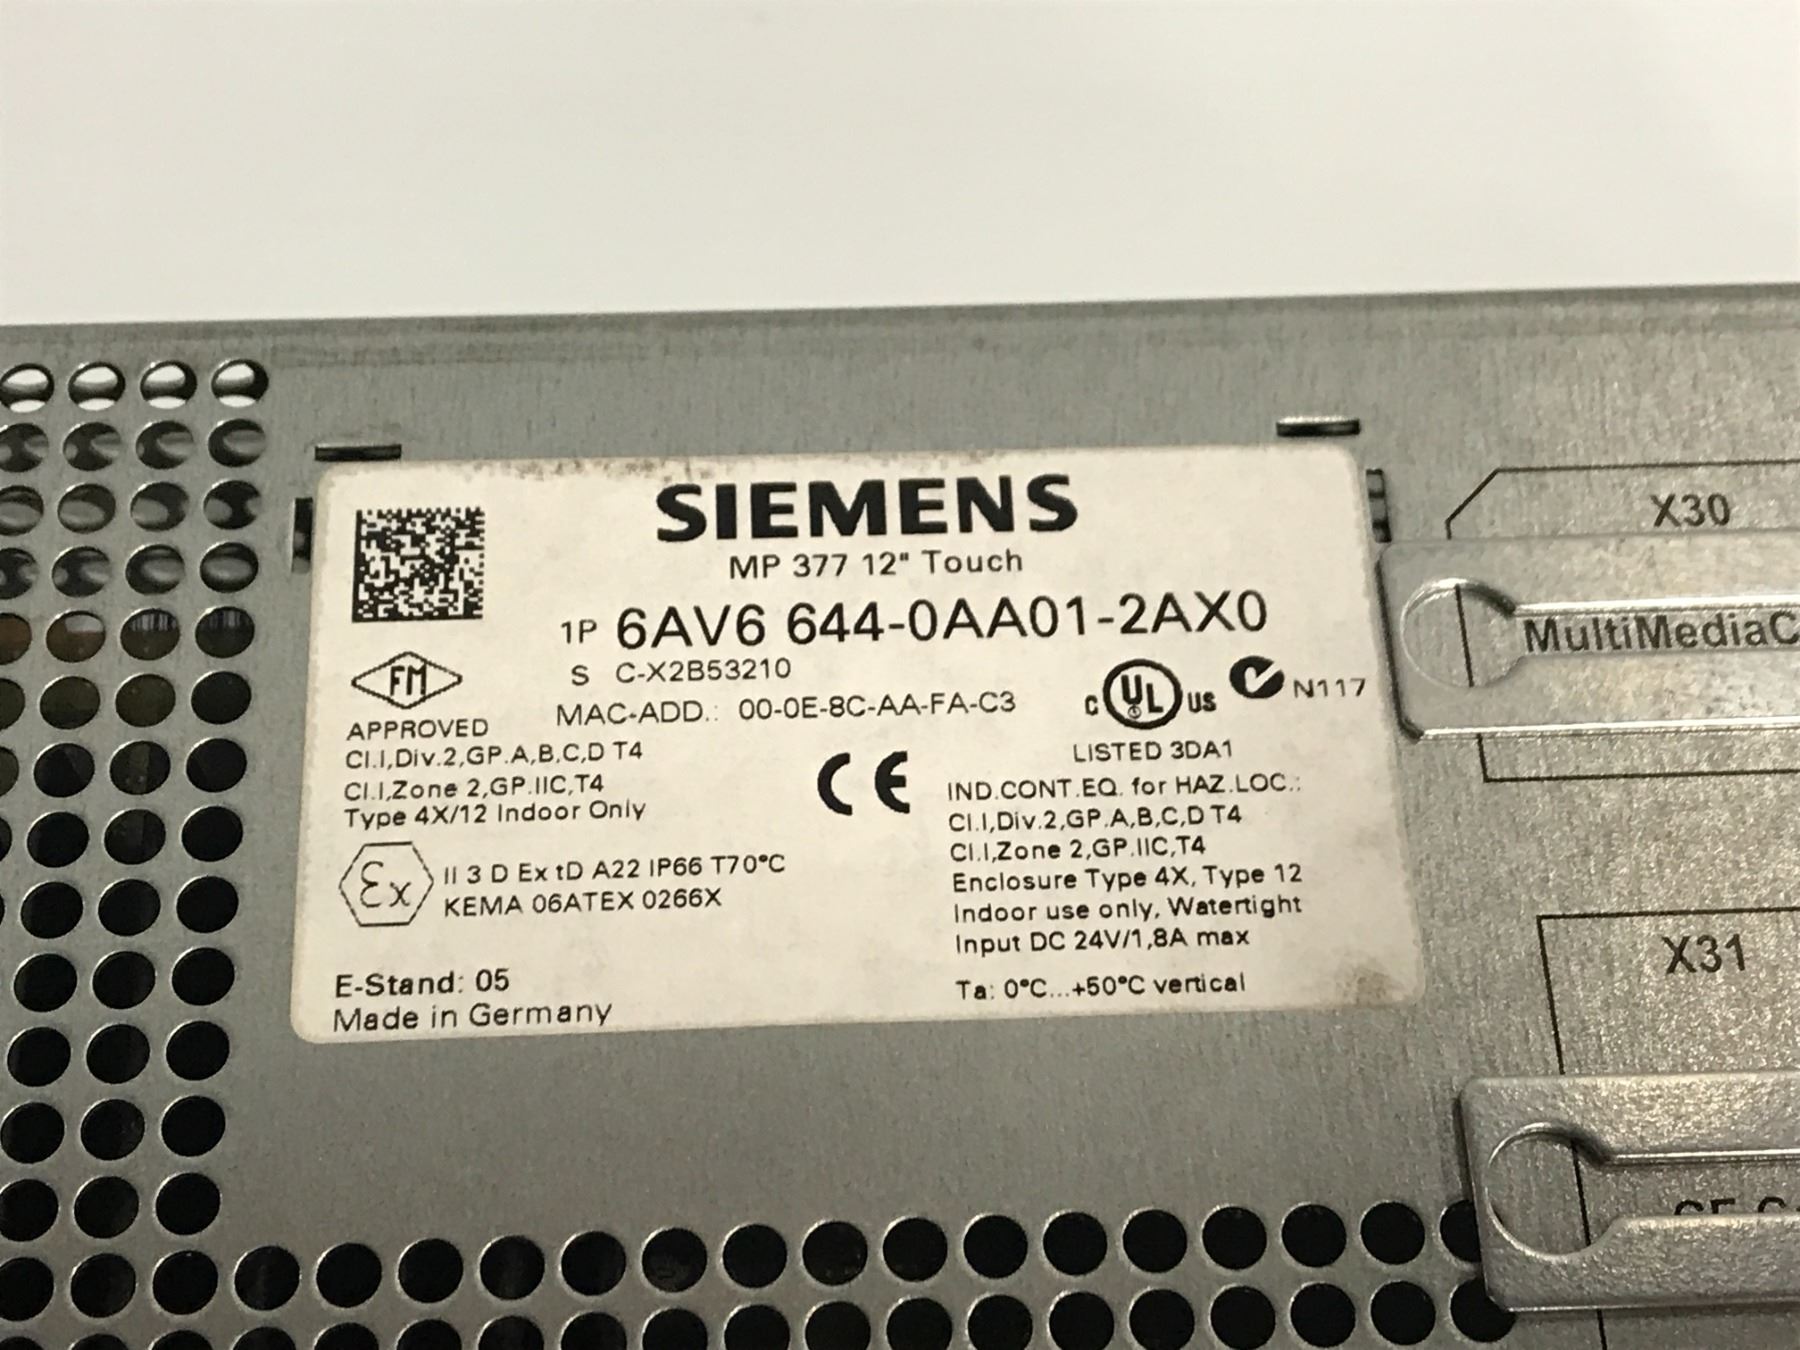 SIEMENS
MP 377 12" Touch
1P 6AV6 644-0AA01-2AX0
S C-X2B53210
MAC-ADD.: 00-0E-8C-AA-FA-C3
FM
APPROVED
Cl.I,Div.2,GP.A,B,C,D T4
Cl.I,Zone 2,GP.IIC,T4
Type 4X/12 Indoor Only
Ex
II 3 D Ex tD A22 IP66 T70°C
KEMA 06ATEX 0266X
E-Stand: 05
Made in Germany
CE
C UL US N117
LISTED 3DA1
IND.CONT.EQ. for HAZ.LOC.:
Cl.I,Div.2,GP.A,B,C,D T4
Cl.I,Zone 2,GP.IIC,T4
Enclosure Type 4X, Type 12
Indoor use only, Watertight
Input DC 24V/1,8A max
Ta: 0°C...+50°C vertical
X30
MultiMediaC
X31